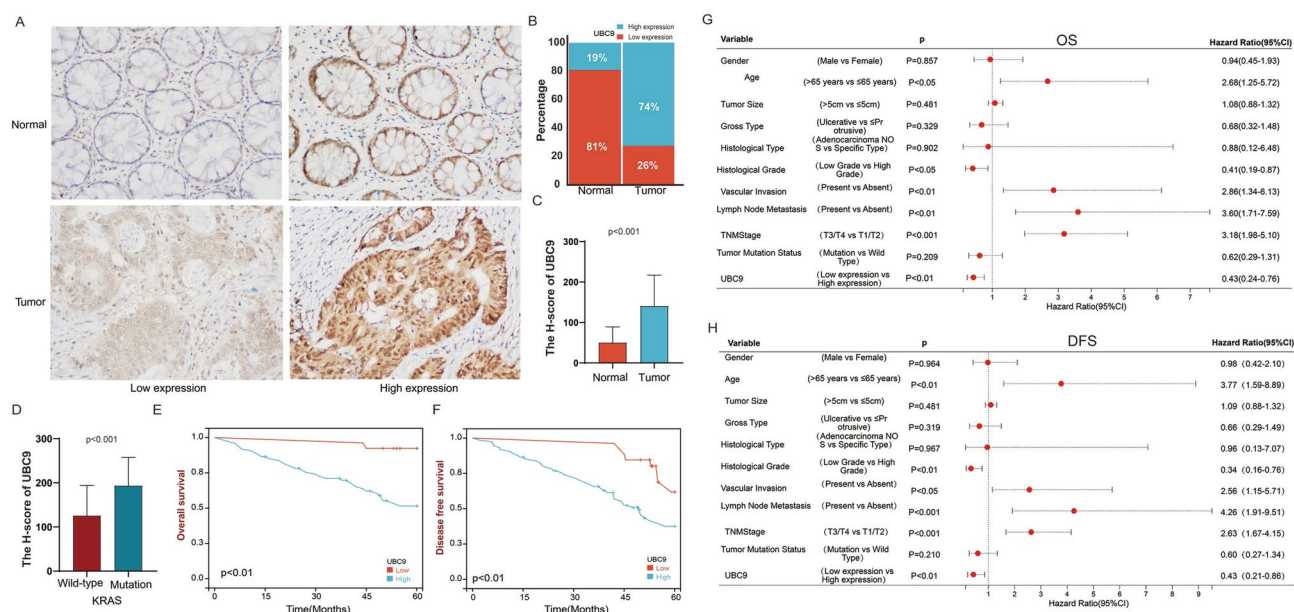 A
Normal
Tumor
Low expression
High expression
B
UBC9
High expression
Low expression
Percentage
100
80
60
40
20
0
19%
81%
74%
26%
Normal
Tumor
C
The H-score of UBC9
p<0.001
300
200
100
0
Normal
Tumor
D
The H-score of UBC9
p<0.001
300
200
100
0
Wild-type
Mutation
KRAS
E
Overall survival
1.0
0.8
0.5
0.3
0.0
p<0.01
UBC9
Low
High
0
15
30
45
60
Time(Months)
F
Disease free survival
1.0
0.8
0.5
0.3
0.0
p<0.01
UBC9
Low
High
0
15
30
45
60
Time(Months)
G
OS
Variable p Hazard Ratio(95%CI)
Gender (Male vs Female) P=0.857 0.94(0.45-1.93)
Age (>65 years vs ≤65 years) P<0.05 2.68(1.25-5.72)
Tumor Size (>5cm vs ≤5cm) P=0.481 1.08(0.88-1.32)
Gross Type (Ulcerative vs ≤Pr P=0.329 0.68(0.32-1.48)
otrusive)
Histological Type (Adenocarcinoma NO P=0.902 0.88(0.12-6.48)
S vs Specific Type)
Histological Grade (Low Grade vs High P<0.05 0.41(0.19-0.87)
Grade)
Vascular Invasion (Present vs Absent) P<0.01 2.86(1.34-6.13)
Lymph Node Metastasis (Present vs Absent) P<0.01 3.60(1.71-7.59)
TNMStage (T3/T4 vs T1/T2) P<0.001 3.18(1.98-5.10)
Tumor Mutation Status (Mutation vs Wild P=0.209 0.62(0.29-1.31)
Type)
UBC9 (Low expression vs P<0.01 0.43(0.24-0.76)
High expression)
1 2 3 4 5 6 7
Hazard Ratio(95%CI)
H
DFS
Variable p Hazard Ratio(95%CI)
Gender (Male vs Female) P=0.964 0.98 (0.42-2.10)
Age (>65 years vs ≤65 years) P<0.01 3.77 (1.59-8.89)
Tumor Size (>5cm vs ≤5cm) P=0.481 1.09 (0.88-1.32)
Gross Type (Ulcerative vs ≤Pr P=0.319 0.66 (0.29-1.49)
otrusive)
Histological Type (Adenocarcinoma NO P=0.967 0.96 (0.13-7.07)
S vs Specific Type)
Histological Grade (Low Grade vs High P<0.01 0.34 (0.16-0.76)
Grade)
Vascular Invasion (Present vs Absent) P<0.05 2.56 (1.15-5.71)
Lymph Node Metastasis (Present vs Absent) P<0.001 4.26 (1.91-9.51)
TNMStage (T3/T4 vs T1/T2) P<0.001 2.63 (1.67-4.15)
Tumor Mutation Status (Mutation vs Wild P=0.210 0.60 (0.27-1.34)
Type)
UBC9 (Low expression vs P<0.01 0.43 (0.21-0.86)
High expression)
1 2 3 4 5 6 7 8 9
Hazard Ratio(95%CI)